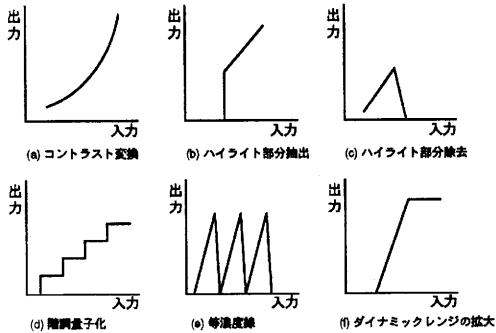 出力
入力
(a) コントラスト変換
出力
入力
(b) ハイライト部分抽出
出力
入力
(c) ハイライト部分除去
出力
入力
(d) 階調量子化
出力
入力
(e) 等濃度線
出力
入力
(f) ダイナミックレンジの拡大